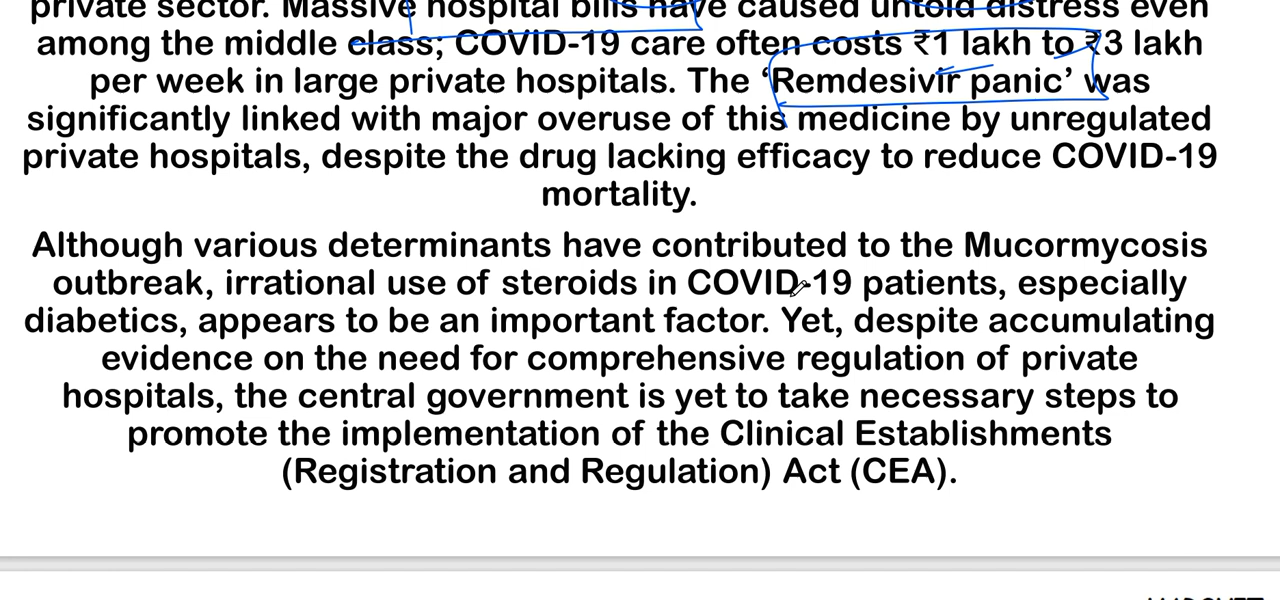 private sector. Massive hospital bills have caused untold distress even
among the middle class; COVID-19 care often costs ₹1 lakh to ₹3 lakh
per week in large private hospitals. The ‘Remdesivir panic’ was
significantly linked with major overuse of this medicine by unregulated
private hospitals, despite the drug lacking efficacy to reduce COVID-19
mortality.
Although various determinants have contributed to the Mucormycosis
outbreak, irrational use of steroids in COVID-19 patients, especially
diabetics, appears to be an important factor. Yet, despite accumulating
evidence on the need for comprehensive regulation of private
hospitals, the central government is yet to take necessary steps to
promote the implementation of the Clinical Establishments
(Registration and Regulation) Act (CEA).